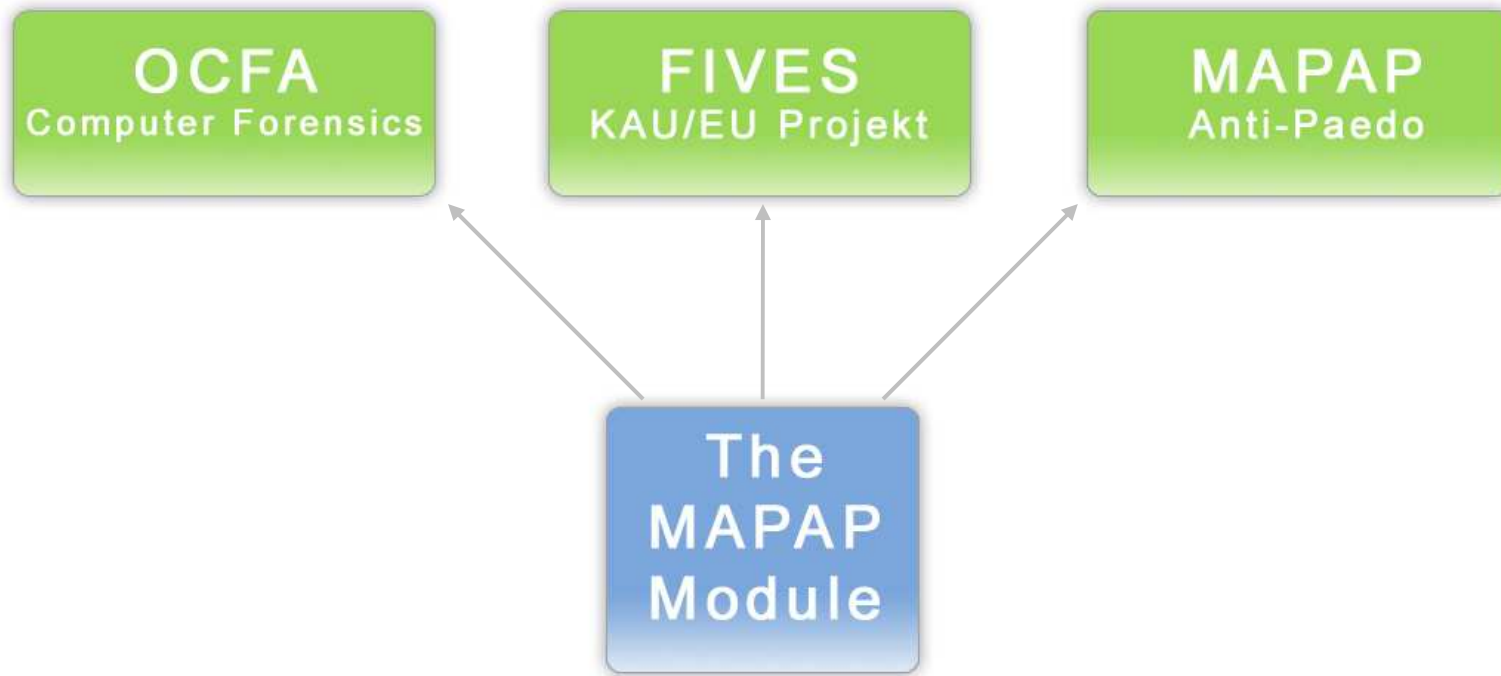 OCFA
Computer Forensics
FIVES
KAU/EU Projekt
MAPAP
Anti-Paedo
The
MAPAP
Module